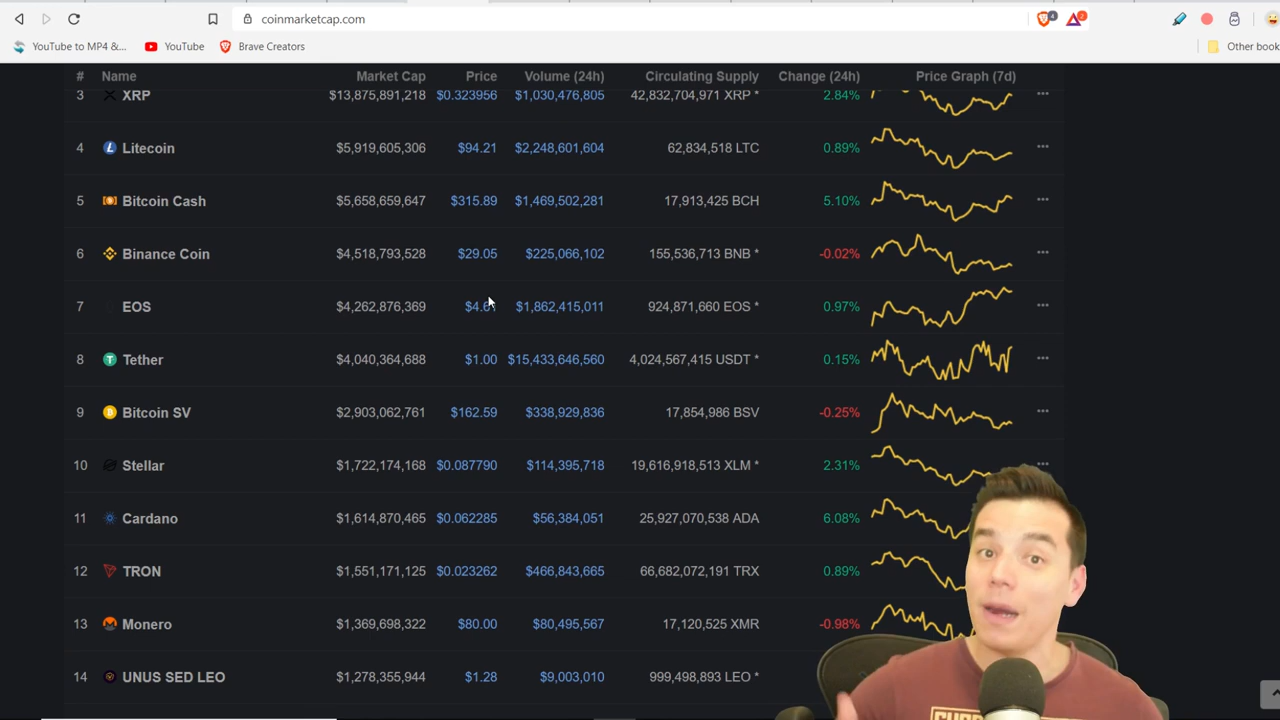 coinmarketcap.com
4
2
YouTube to MP4 &...
YouTube
Brave Creators
Other book
# Name Market Cap Price Volume (24h) Circulating Supply Change (24h) Price Graph (7d)
3 XRP $13,875,891,218 $0.323956 $1,030,476,805 42,832,704,971 XRP * 2.84%
4 Litecoin $5,919,605,306 $94.21 $2,248,601,604 62,834,518 LTC 0.89%
5 Bitcoin Cash $5,658,659,647 $315.89 $1,469,502,281 17,913,425 BCH 5.10%
6 Binance Coin $4,518,793,528 $29.05 $225,066,102 155,536,713 BNB * -0.02%
7 EOS $4,262,876,369 $1,862,415,011 924,871,660 EOS * 0.97%
8 Tether $4,040,364,688 $1.00 $15,433,646,560 4,024,567,415 USDT * 0.15%
9 Bitcoin SV $2,903,062,761 $162.59 $338,929,836 17,854,986 BSV -0.25%
10 Stellar $1,722,174,168 $0.087790 $114,395,718 19,616,918,513 XLM * 2.31%
11 Cardano $1,614,870,465 $0.062285 $56,384,051 25,927,070,538 ADA 6.08%
12 TRON $1,551,171,125 $0.023262 $466,843,665 66,682,072,191 TRX 0.89%
13 Monero $1,369,698,322 $80.00 $80,495,567 17,120,525 XMR -0.98%
14 UNUS SED LEO $1,278,355,944 $1.28 $9,003,010 999,498,893 LEO *